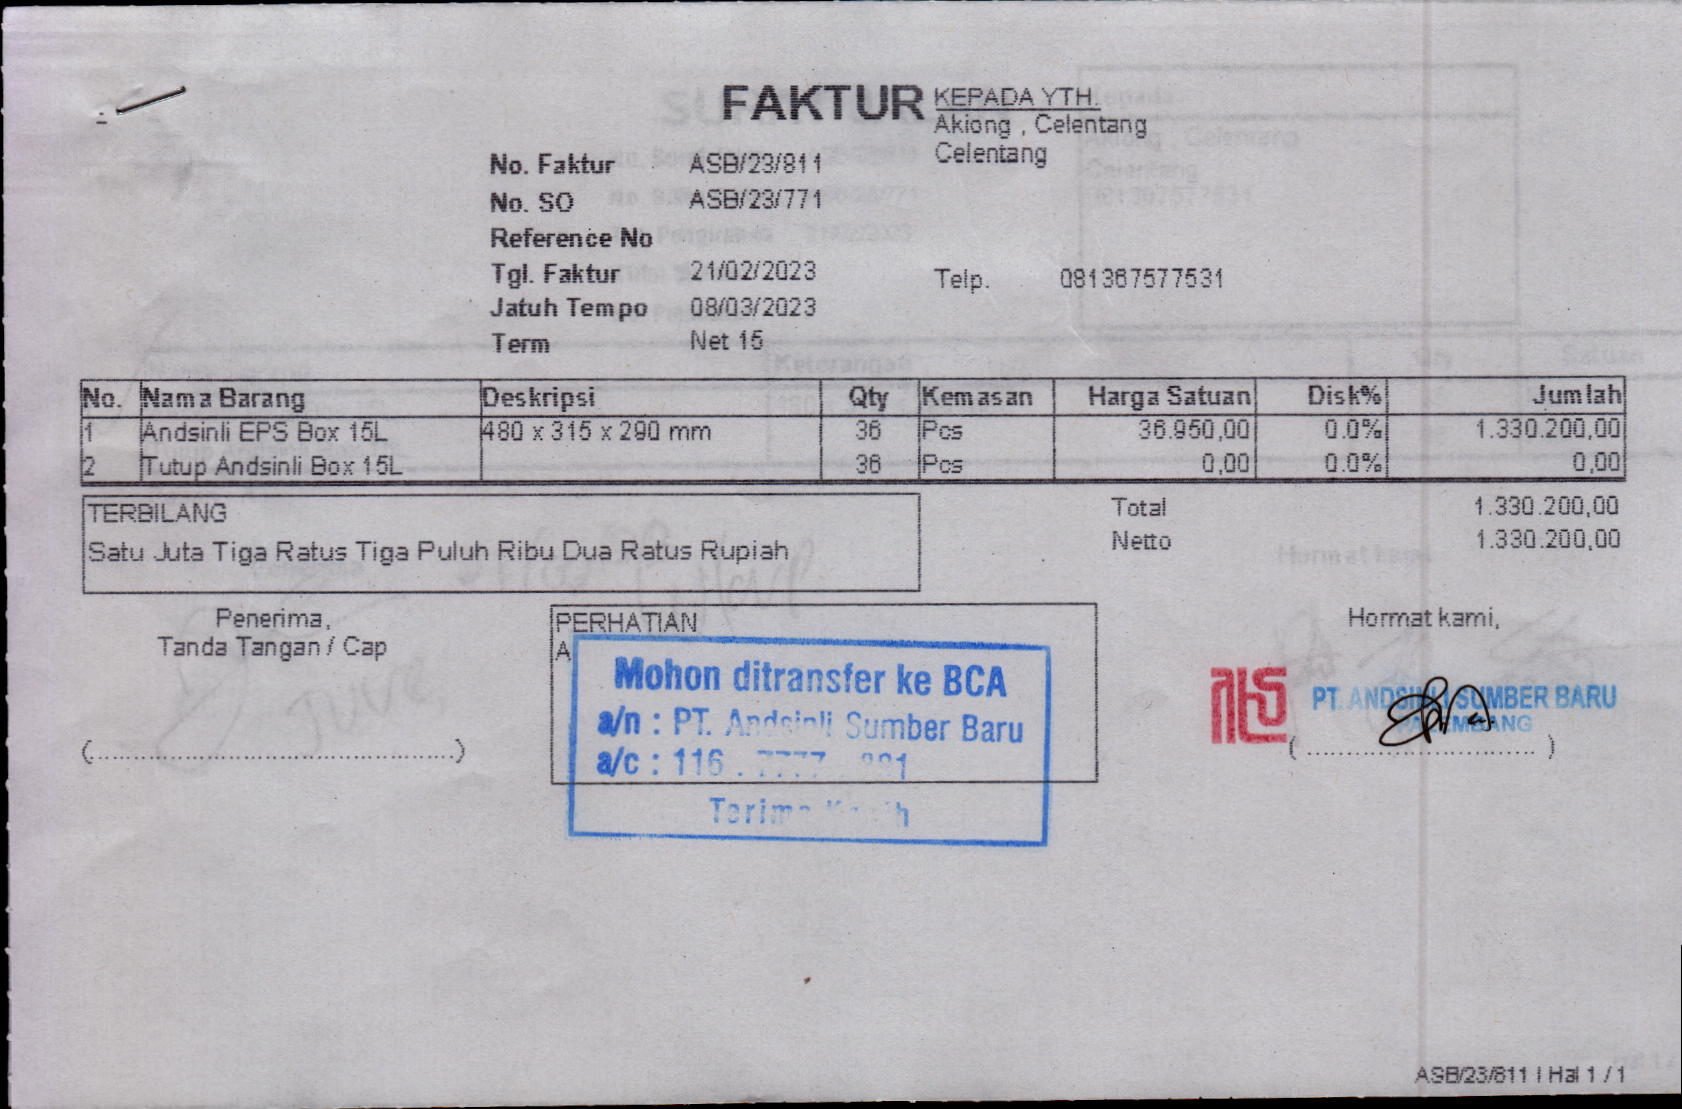 FAKTUR
KEPADA YTH.
Akiong , Celentang
Celentang
No. Faktur ASB/23/811
No. SO ASB/23/771
Reference No
Tgl. Faktur 21/02/2023
Telp. 081367577531
Jatuh Tempo 08/03/2023
Term Net 15
No. Nama Barang Deskripsi Qty Kemasan Harga Satuan Disk% Jumlah
1 Andsinli EPS Box 15L 480 x 315 x 290 mm 36 Pcs 36.950,00 0.0% 1.330.200,00
2 Tutup Andsinli Box 15L 36 Pcs 0,00 0.0% 0,00
TERBILANG
Satu Juta Tiga Ratus Tiga Puluh Ribu Dua Ratus Rupiah
Total 1.330.200,00
Netto 1.330.200,00
Penerima,
Tanda Tangan / Cap
(..............................................)
PERHATIAN
A
Mohon ditransfer ke BCA
a/n : PT. Andsinli Sumber Baru
a/c : 116 .
Terima Kasih
Hormat kami,
PT. ANDSINLI SUMBER BARU
PALEMBANG
(..............................)
ASB/23/811 | Hal 1 / 1